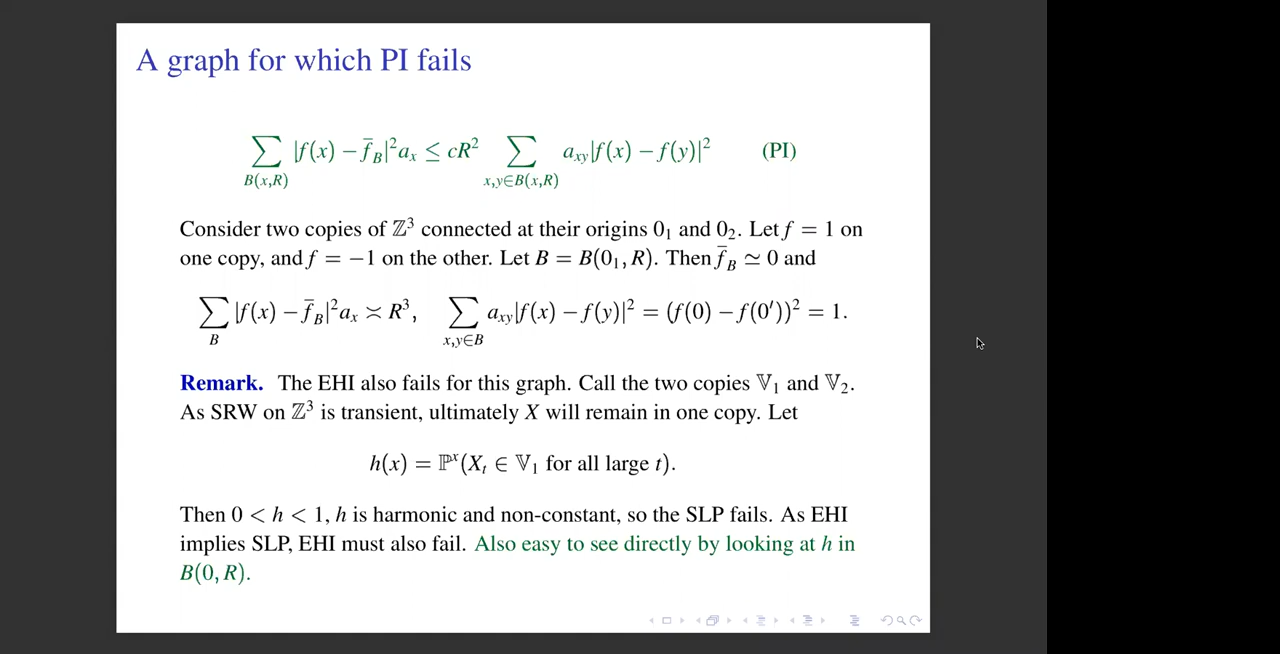 A graph for which PI fails
∑_{B(x,R)} |f(x) − f̄_B|² a_x ≤ cR² ∑_{x,y∈B(x,R)} a_{xy}|f(x) − f(y)|² (PI)
Consider two copies of ℤ³ connected at their origins 0₁ and 0₂. Let f = 1 on
one copy, and f = −1 on the other. Let B = B(0₁, R). Then f̄_B ≃ 0 and
∑_B |f(x) − f̄_B|² a_x ≍ R³, ∑_{x,y∈B} a_{xy}|f(x) − f(y)|² = (f(0) − f(0′))² = 1.
Remark. The EHI also fails for this graph. Call the two copies 𝕍₁ and 𝕍₂.
As SRW on ℤ³ is transient, ultimately X will remain in one copy. Let
h(x) = ℙˣ(X_t ∈ 𝕍₁ for all large t).
Then 0 < h < 1, h is harmonic and non-constant, so the SLP fails. As EHI
implies SLP, EHI must also fail. Also easy to see directly by looking at h in
B(0, R).